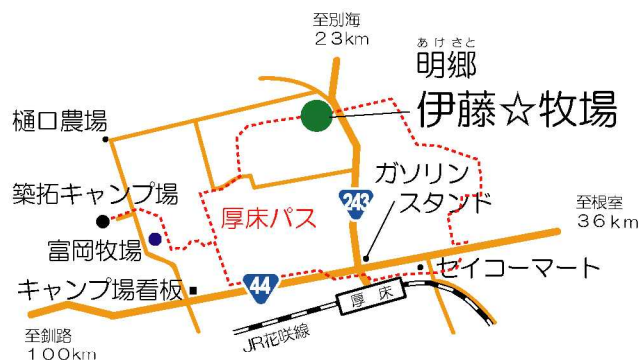 至別海
23km
あけさと
明郷
伊藤☆牧場
樋口農場
築拓キャンプ場
富岡牧場
キャンプ場看板
厚床パス
243
ガソリン
スタンド
至根室
36km
44
セイコーマート
厚床
JR花咲線
至釧路
100km